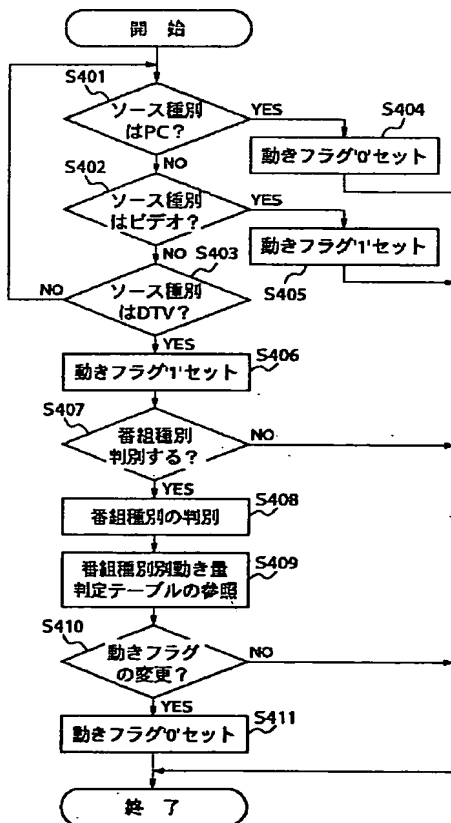 開 始
S401
ソース種別
はPC?
YES
S404
動きフラグ'0'セット
NO
S402
ソース種別
はビデオ?
YES
動きフラグ'1'セット
S405
NO
S403
NO
ソース種別
はDTV?
YES
S406
動きフラグ'1'セット
S407
番組種別
判別する?
NO
YES
S408
番組種別の判別
S409
番組種別別動き量
判定テーブルの参照
S410
動きフラグ
の変更?
NO
YES
S411
動きフラグ'0'セット
終 了